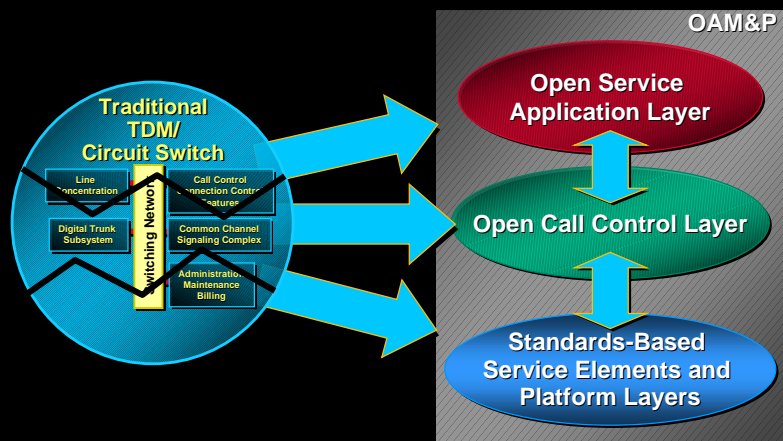 OAM&P
Traditional
TDM/
Circuit Switch
Line
Concentration
Digital Trunk
Subsystem
Switching Network
Call Control
Connection Control
Features
Common Channel
Signaling Complex
Administration
Maintenance
Billing
Open Service
Application Layer
Open Call Control Layer
Standards-Based
Service Elements and
Platform Layers